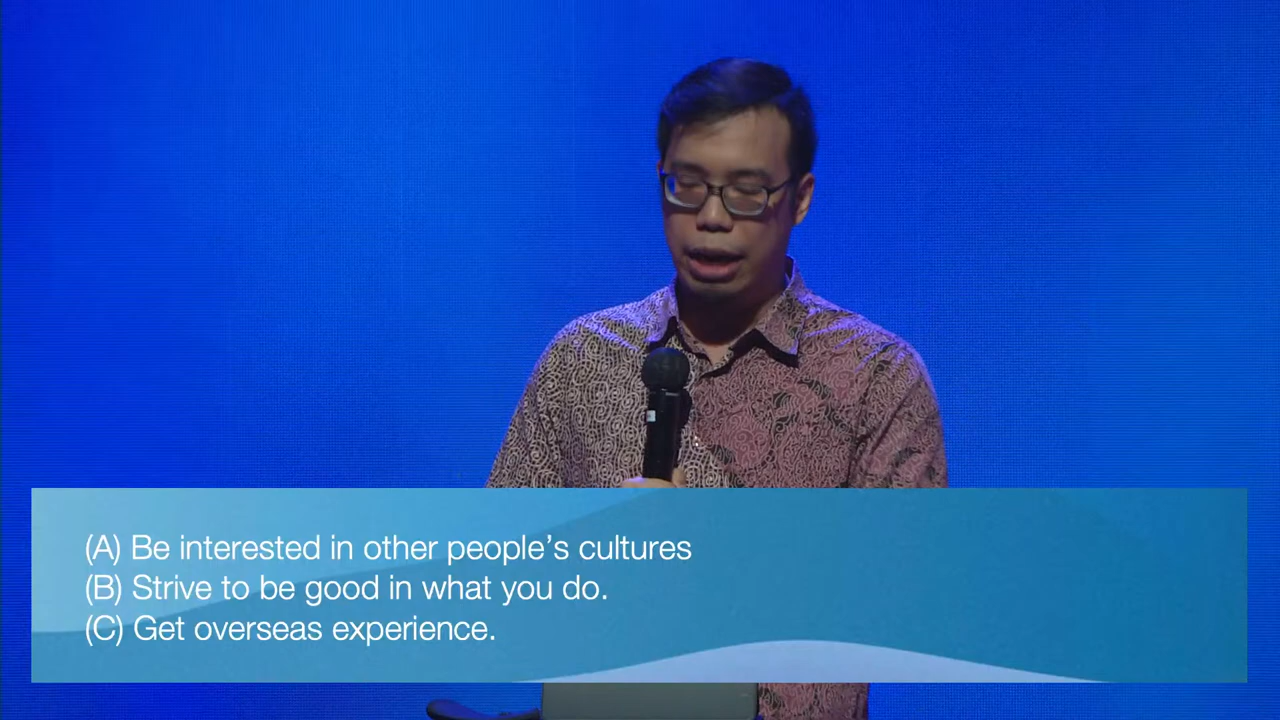 (A) Be interested in other people's cultures
(B) Strive to be good in what you do.
(C) Get overseas experience.